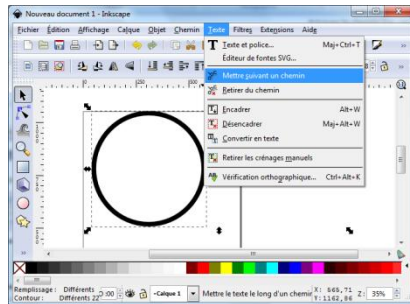 Nouveau document 1 - Inkscape
Fichier Édition Affichage Calque Objet Chemin Texte Filtres Extensions Aide
Texte et police... Maj+Ctrl+T
Éditeur de fontes SVG...
Mettre suivant un chemin
Retirer du chemin
Encadrer Alt+W
Désencadrer Maj+Alt+W
Convertir en texte
Retirer les crénages manuels
Vérification orthographique... Ctrl+Alt+K
Remplissage : Différents
Contour : Différents 22 O: 100 -Calque 1 Mettre le texte le long d'un chemin X: 565,71 Y: 1162,86 Z: 35%